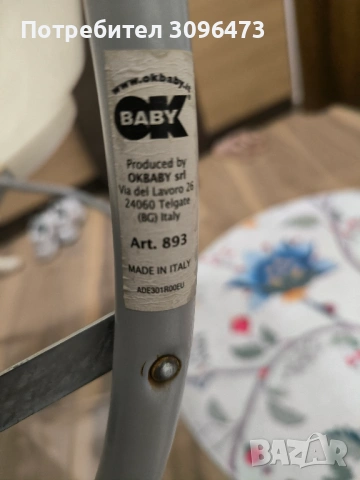 Потребител 3096473
www.okbaby.it
OK BABY
Produced by
OKBABY srl
Via del Lavoro 26
24060 Telgate
(BG) Italy
Art. 893
MADE IN ITALY
ADE301R00EU
BAZAR